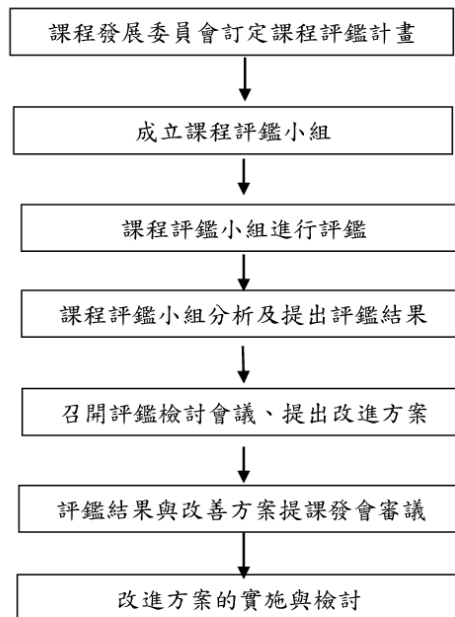 課程發展委員會訂定課程評鑑計畫
成立課程評鑑小組
課程評鑑小組進行評鑑
課程評鑑小組分析及提出評鑑結果
召開評鑑檢討會議、提出改進方案
評鑑結果與改善方案提課發會審議
改進方案的實施與檢討